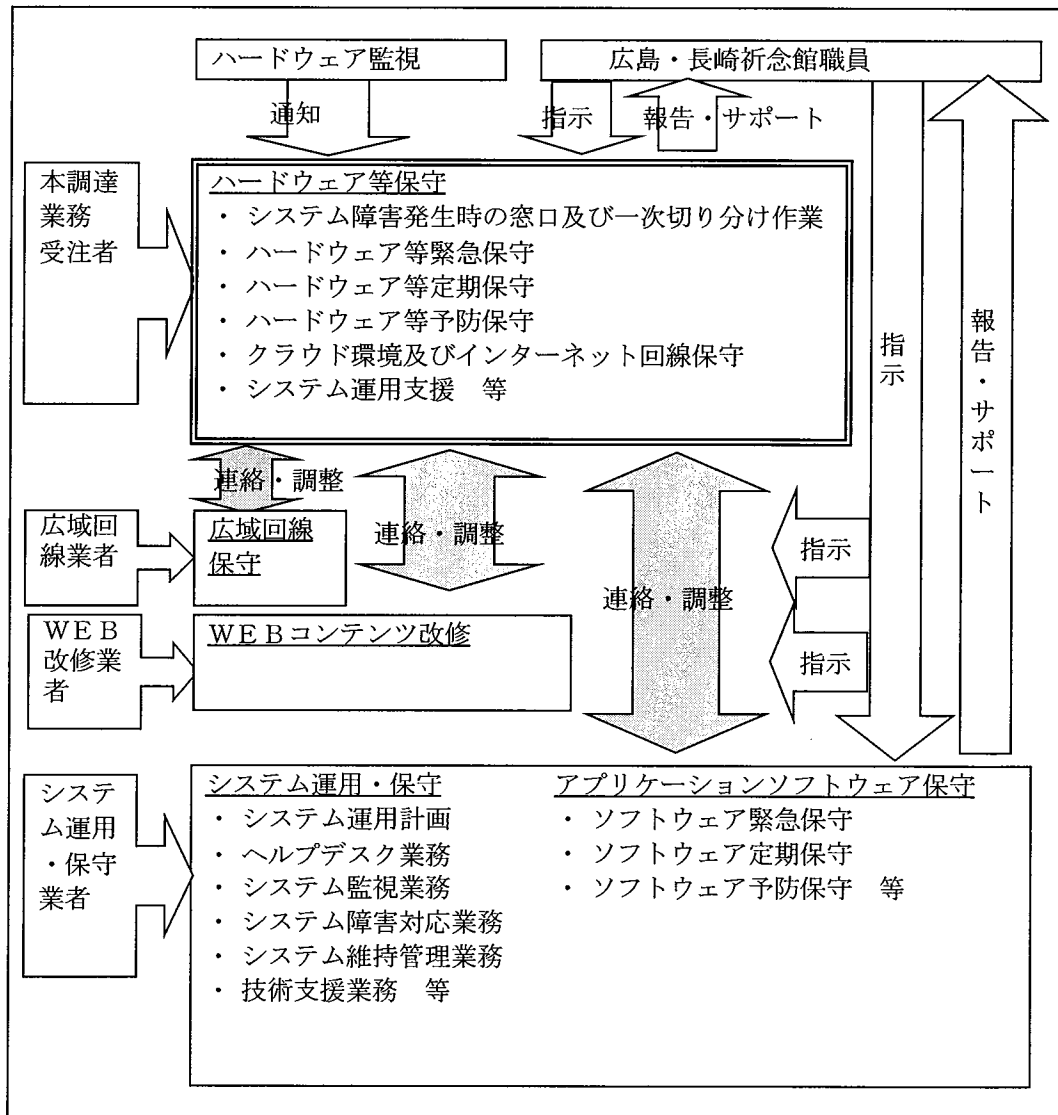 ハードウェア監視
広島・長崎祈念館職員
通知
指示
報告・サポート
本調達
業務
受注者
ハードウェア等保守
・ システム障害発生時の窓口及び一次切り分け作業
・ ハードウェア等緊急保守
・ ハードウェア等定期保守
・ ハードウェア等予防保守
・ クラウド環境及びインターネット回線保守
・ システム運用支援　等
指示
報告・サポート
連絡・調整
連絡・調整
連絡・調整
広域回
線業者
広域回線
保守
指示
WEB
改修業
者
WEBコンテンツ改修
指示
システ
ム運用
・保守
業者
システム運用・保守
・ システム運用計画
・ ヘルプデスク業務
・ システム監視業務
・ システム障害対応業務
・ システム維持管理業務
・ 技術支援業務　等
アプリケーションソフトウェア保守
・ ソフトウェア緊急保守
・ ソフトウェア定期保守
・ ソフトウェア予防保守　等